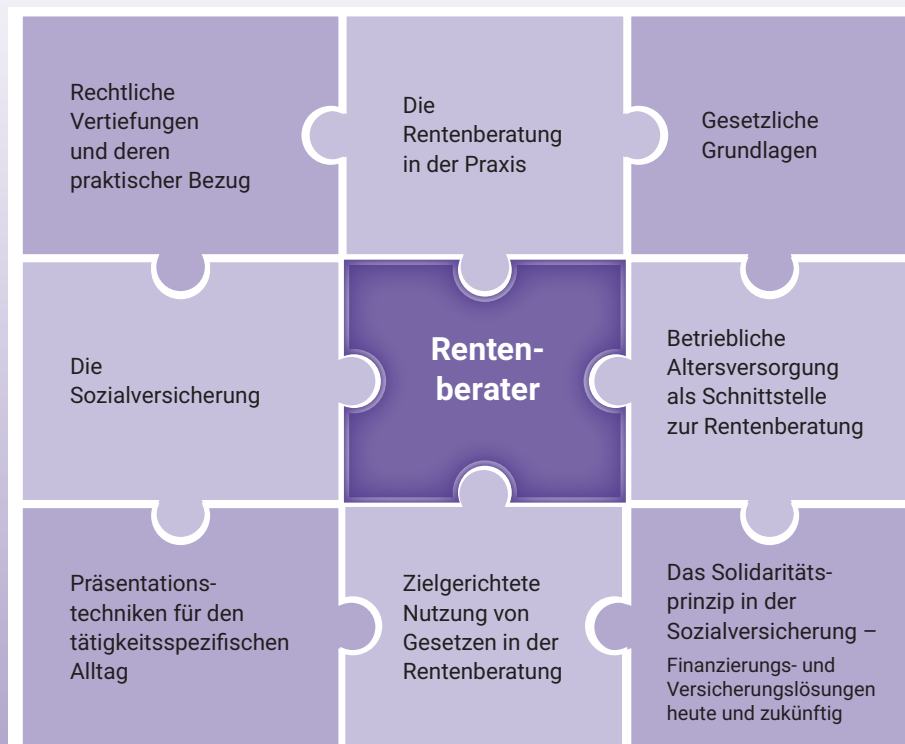 Rechtliche
Vertiefungen
und deren
praktischer Bezug
Die
Rentenberatung
in der Praxis
Gesetzliche
Grundlagen
Die
Sozialversicherung
Renten-
berater
Betriebliche
Altersversorgung
als Schnittstelle
zur Rentenberatung
Präsentations-
techniken für den
tätigkeitsspezifischen
Alltag
Zielgerichtete
Nutzung von
Gesetzen in der
Rentenberatung
Das Solidaritäts-
prinzip in der
Sozialversicherung –
Finanzierungs- und
Versicherungslösungen
heute und zukünftig